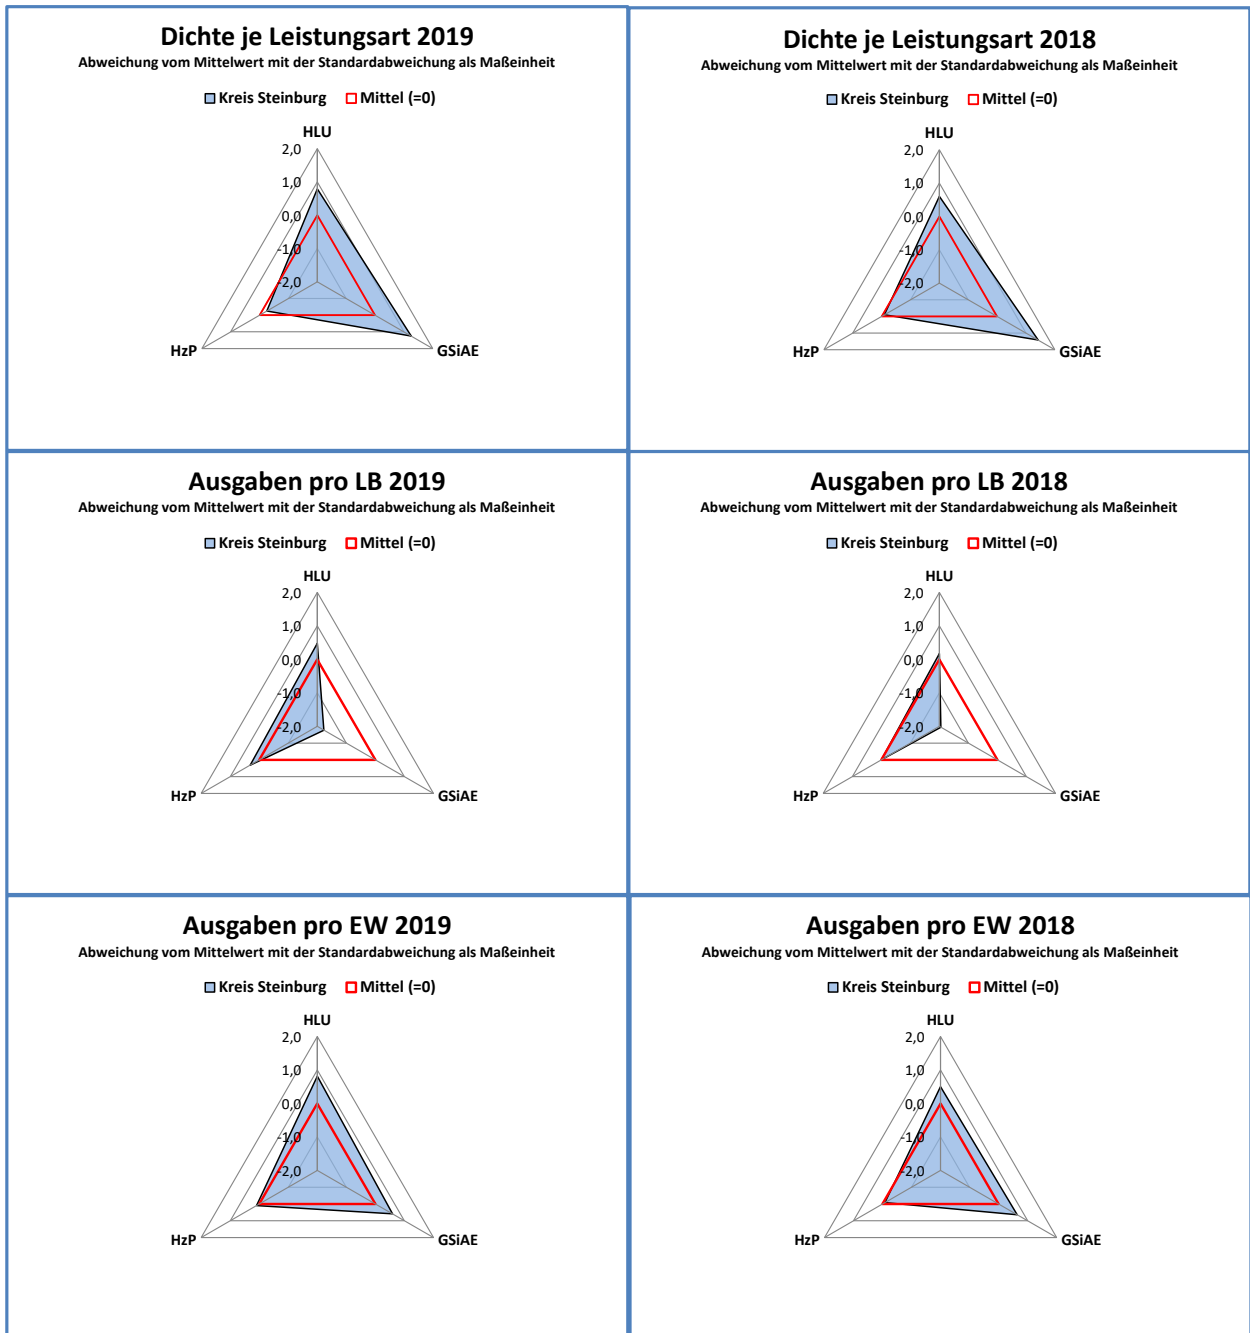 Dichte je Leistungsart 2019
Abweichung vom Mittelwert mit der Standardabweichung als Maßeinheit
Kreis Steinburg Mittel (=0)
HLU
2,0
1,0
0,0
-1,0
-2,0
HzP
GSiAE
Dichte je Leistungsart 2018
Abweichung vom Mittelwert mit der Standardabweichung als Maßeinheit
Kreis Steinburg Mittel (=0)
HLU
2,0
1,0
0,0
-1,0
-2,0
HzP
GSiAE
Ausgaben pro LB 2019
Abweichung vom Mittelwert mit der Standardabweichung als Maßeinheit
Kreis Steinburg Mittel (=0)
HLU
2,0
1,0
0,0
-1,0
-2,0
HzP
GSiAE
Ausgaben pro LB 2018
Abweichung vom Mittelwert mit der Standardabweichung als Maßeinheit
Kreis Steinburg Mittel (=0)
HLU
2,0
1,0
0,0
-1,0
-2,0
HzP
GSiAE
Ausgaben pro EW 2019
Abweichung vom Mittelwert mit der Standardabweichung als Maßeinheit
Kreis Steinburg Mittel (=0)
HLU
2,0
1,0
0,0
-1,0
-2,0
HzP
GSiAE
Ausgaben pro EW 2018
Abweichung vom Mittelwert mit der Standardabweichung als Maßeinheit
Kreis Steinburg Mittel (=0)
HLU
2,0
1,0
0,0
-1,0
-2,0
HzP
GSiAE